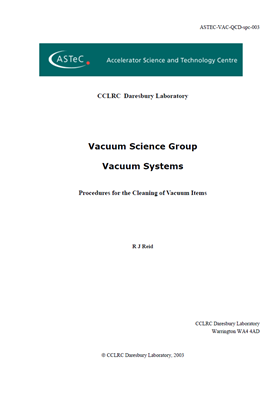 ASTEC-VAC-QCD-spc-003
ASTeC Accelerator Science and Technology Centre
CCLRC Daresbury Laboratory
Vacuum Science Group
Vacuum Systems
Procedures for the Cleaning of Vacuum Items
R J Reid
CCLRC Daresbury Laboratory
Warrington WA4 4AD
© CCLRC Daresbury Laboratory, 2003